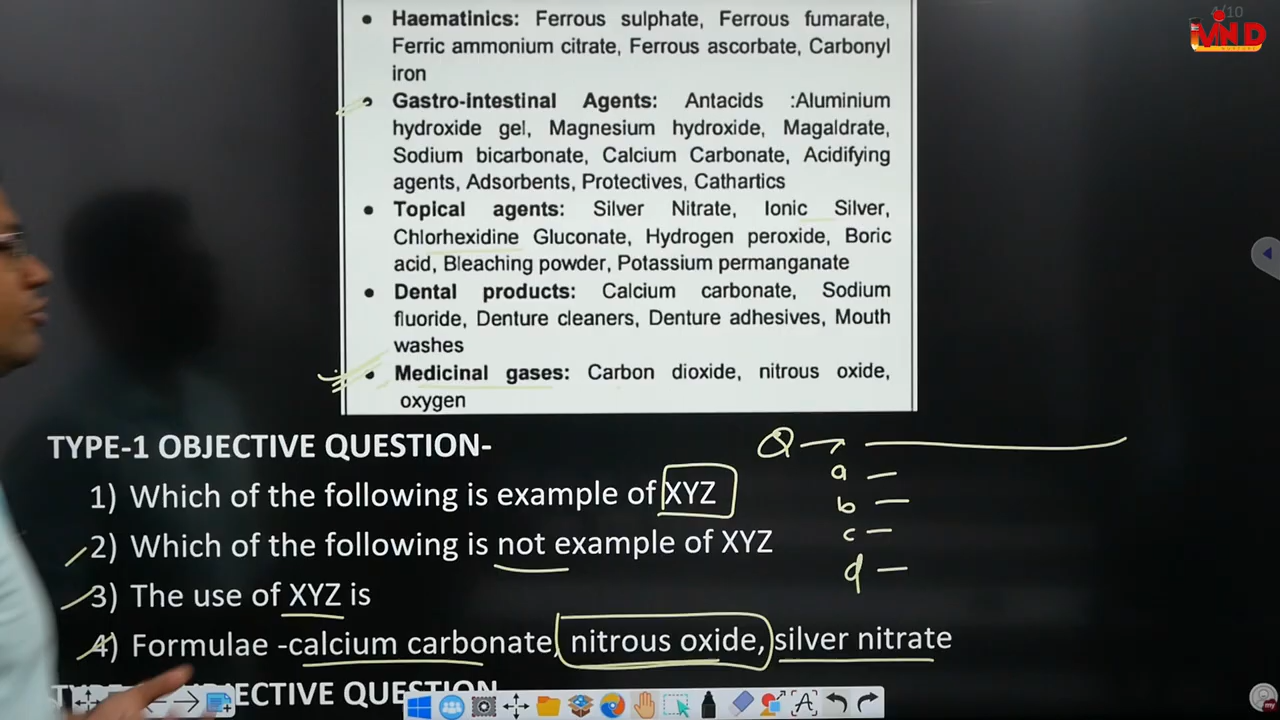 4/10
MIND
• Haematinics: Ferrous sulphate, Ferrous fumarate,
Ferric ammonium citrate, Ferrous ascorbate, Carbonyl
iron
• Gastro-intestinal Agents: Antacids :Aluminium
hydroxide gel, Magnesium hydroxide, Magaldrate,
Sodium bicarbonate, Calcium Carbonate, Acidifying
agents, Adsorbents, Protectives, Cathartics
• Topical agents: Silver Nitrate, Ionic Silver,
Chlorhexidine Gluconate, Hydrogen peroxide, Boric
acid, Bleaching powder, Potassium permanganate
• Dental products: Calcium carbonate, Sodium
fluoride, Denture cleaners, Denture adhesives, Mouth
washes
• Medicinal gases: Carbon dioxide, nitrous oxide,
oxygen
TYPE-1 OBJECTIVE QUESTION-
1) Which of the following is example of XYZ
2) Which of the following is not example of XYZ
3) The use of XYZ is
4) Formulae -calcium carbonate, nitrous oxide, silver nitrate
Q →
a —
b —
c —
d —
QUESTION
my